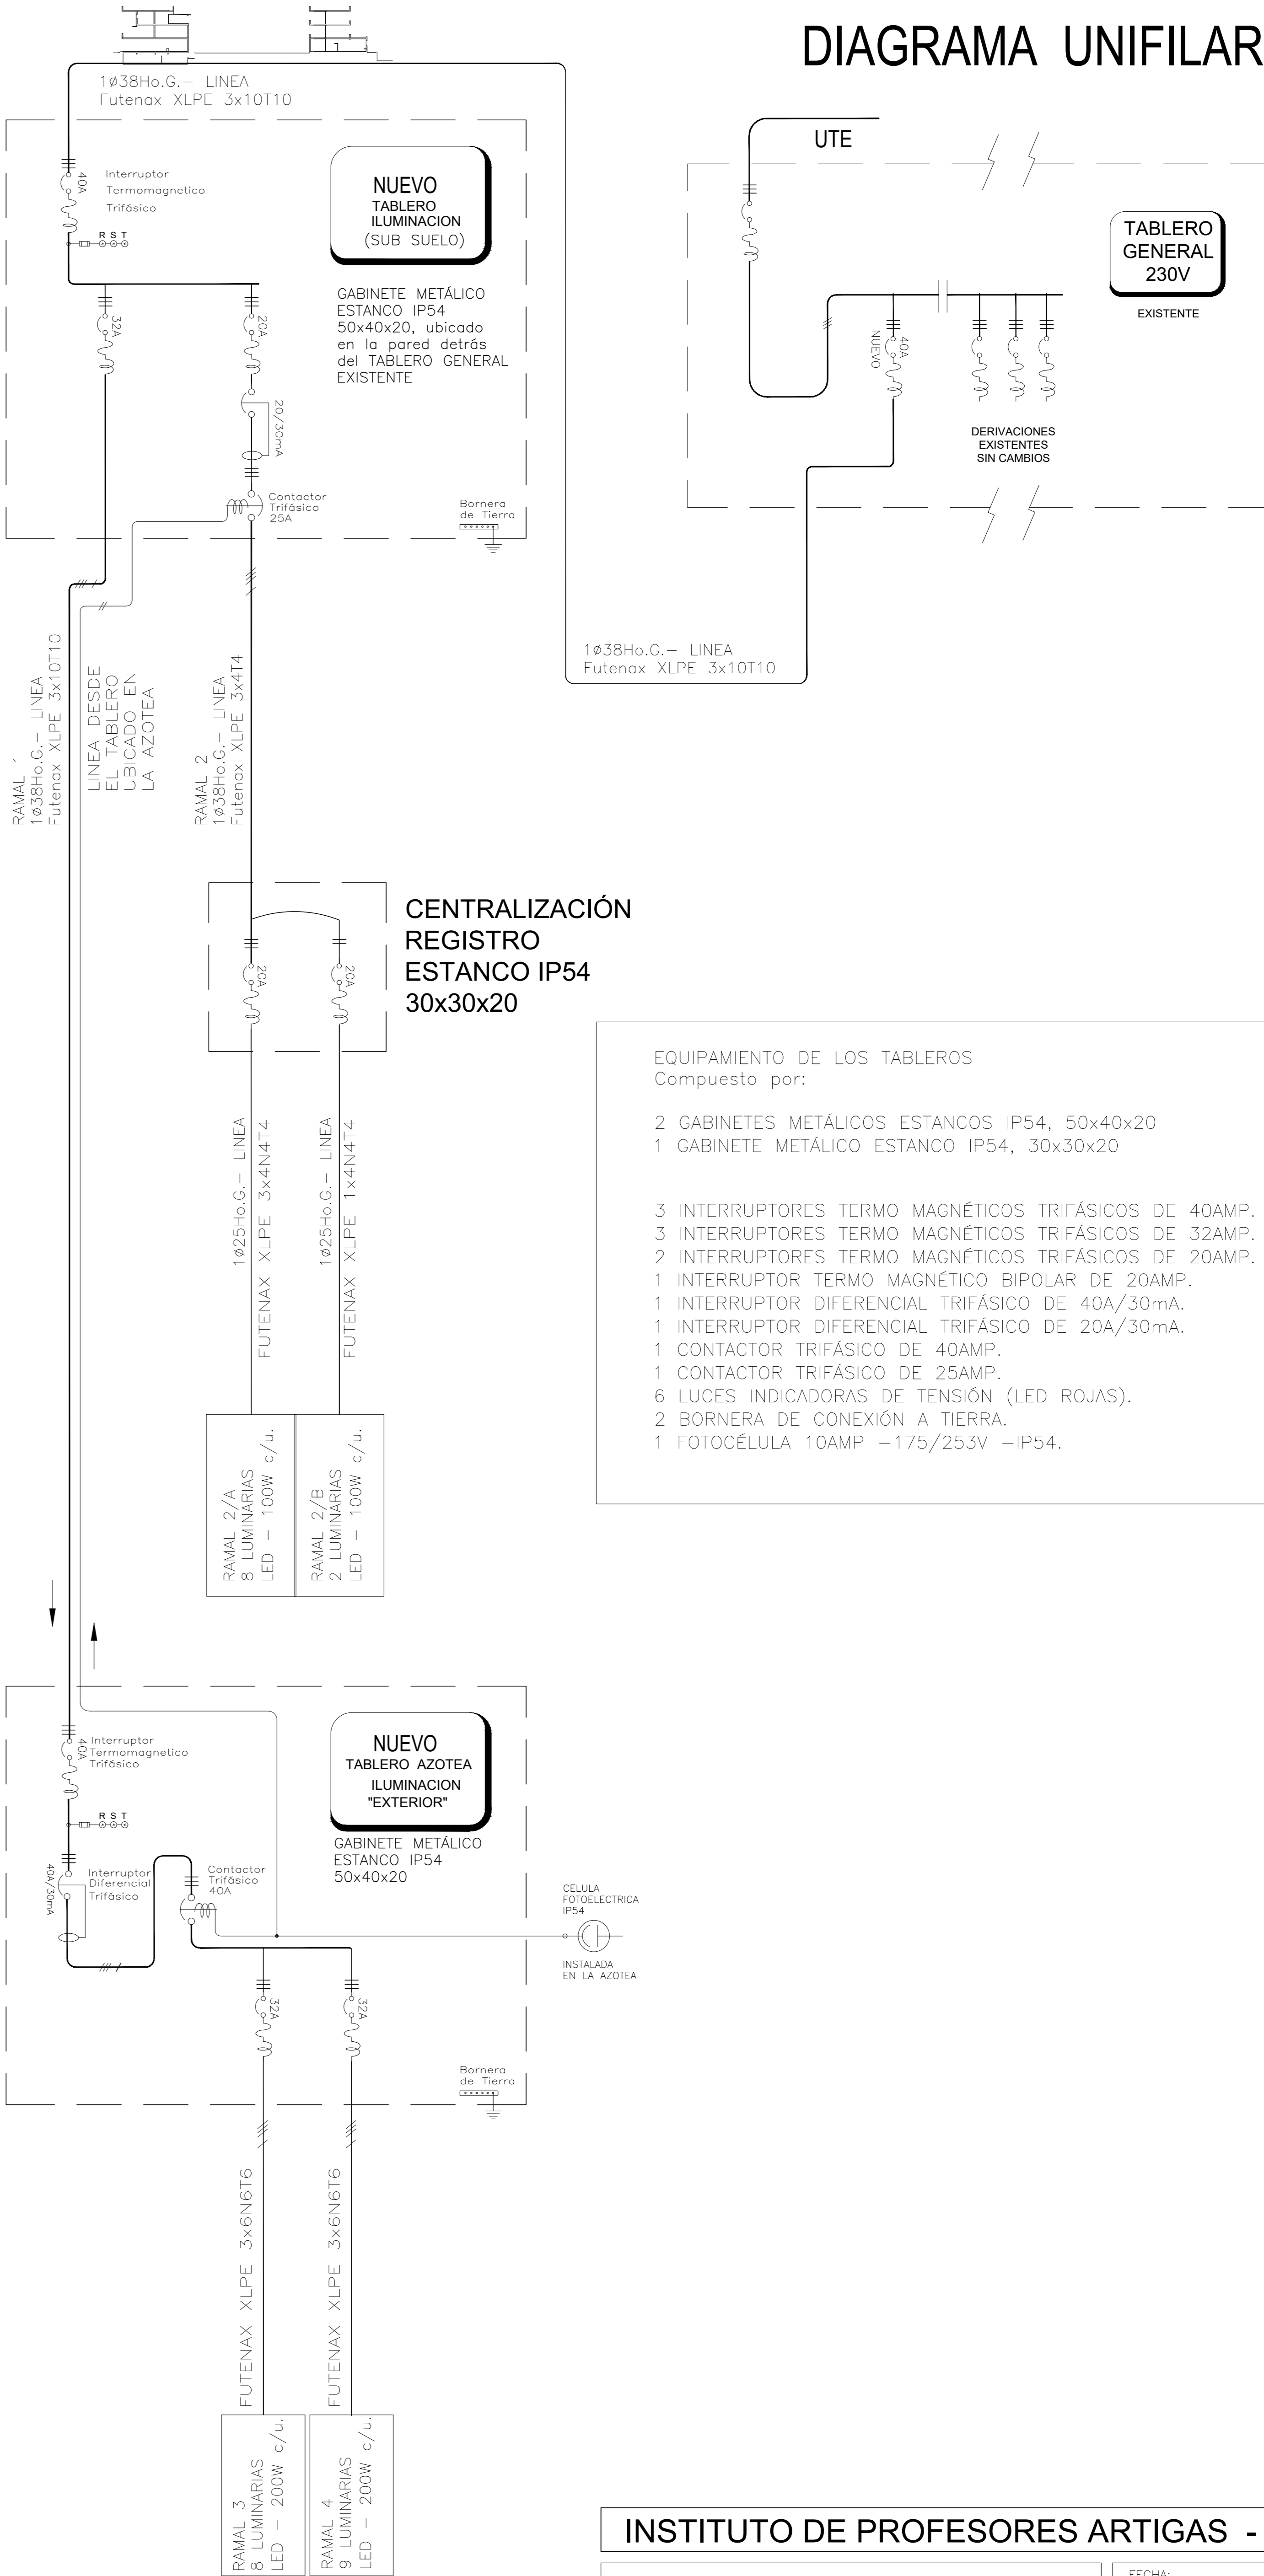 DIAGRAMA UNIFILAR
1ø38Ho.G.– LINEA
Futenax XLPE 3x10T10
40A
Interruptor
Termomagnetico
Trifásico
R S T
NUEVO
TABLERO
ILUMINACION
(SUB SUELO)
GABINETE METÁLICO
ESTANCO IP54
50x40x20, ubicado
en la pared detrás
del TABLERO GENERAL
EXISTENTE
32A
20A
20/30mA
Contactor
Trifásico
25A
Bornera
de Tierra
UTE
TABLERO
GENERAL
230V
EXISTENTE
40A
NUEVO
DERIVACIONES
EXISTENTES
SIN CAMBIOS
1ø38Ho.G.– LINEA
Futenax XLPE 3x10T10
RAMAL 1
1ø38Ho.G.– LINEA
Futenax XLPE 3x10T10
LINEA DESDE
EL TABLERO
UBICADO EN
LA AZOTEA
RAMAL 2
1ø38Ho.G.– LINEA
Futenax XLPE 3x4T4
20A
20A
CENTRALIZACIÓN
REGISTRO
ESTANCO IP54
30x30x20
1ø25Ho.G.– LINEA
FUTENAX XLPE 3x4N4T4
1ø25Ho.G.– LINEA
FUTENAX XLPE 1x4N4T4
RAMAL 2/A
8 LUMINARIAS
LED – 100W c/u.
RAMAL 2/B
2 LUMINARIAS
LED – 100W c/u.
EQUIPAMIENTO DE LOS TABLEROS
Compuesto por:
2 GABINETES METÁLICOS ESTANCOS IP54, 50x40x20
1 GABINETE METÁLICO ESTANCO IP54, 30x30x20
3 INTERRUPTORES TERMO MAGNÉTICOS TRIFÁSICOS DE 40AMP.
3 INTERRUPTORES TERMO MAGNÉTICOS TRIFÁSICOS DE 32AMP.
2 INTERRUPTORES TERMO MAGNÉTICOS TRIFÁSICOS DE 20AMP.
1 INTERRUPTOR TERMO MAGNÉTICO BIPOLAR DE 20AMP.
1 INTERRUPTOR DIFERENCIAL TRIFÁSICO DE 40A/30mA.
1 INTERRUPTOR DIFERENCIAL TRIFÁSICO DE 20A/30mA.
1 CONTACTOR TRIFÁSICO DE 40AMP.
1 CONTACTOR TRIFÁSICO DE 25AMP.
6 LUCES INDICADORAS DE TENSIÓN (LED ROJAS).
2 BORNERA DE CONEXIÓN A TIERRA.
1 FOTOCÉLULA 10AMP –175/253V –IP54.
40A
Interruptor
Termomagnetico
Trifásico
R S T
NUEVO
TABLERO AZOTEA
ILUMINACION
"EXTERIOR"
GABINETE METÁLICO
ESTANCO IP54
50x40x20
40A/30mA
Interruptor
Diferencial
Trifásico
Contactor
Trifásico
40A
CELULA
FOTOELECTRICA
IP54
INSTALADA
EN LA AZOTEA
32A
32A
Bornera
de Tierra
FUTENAX XLPE 3x6N6T6
FUTENAX XLPE 3x6N6T6
RAMAL 3
8 LUMINARIAS
LED – 200W c/u.
RAMAL 4
9 LUMINARIAS
LED – 200W c/u.
INSTITUTO DE PROFESORES ARTIGAS -
FECHA: